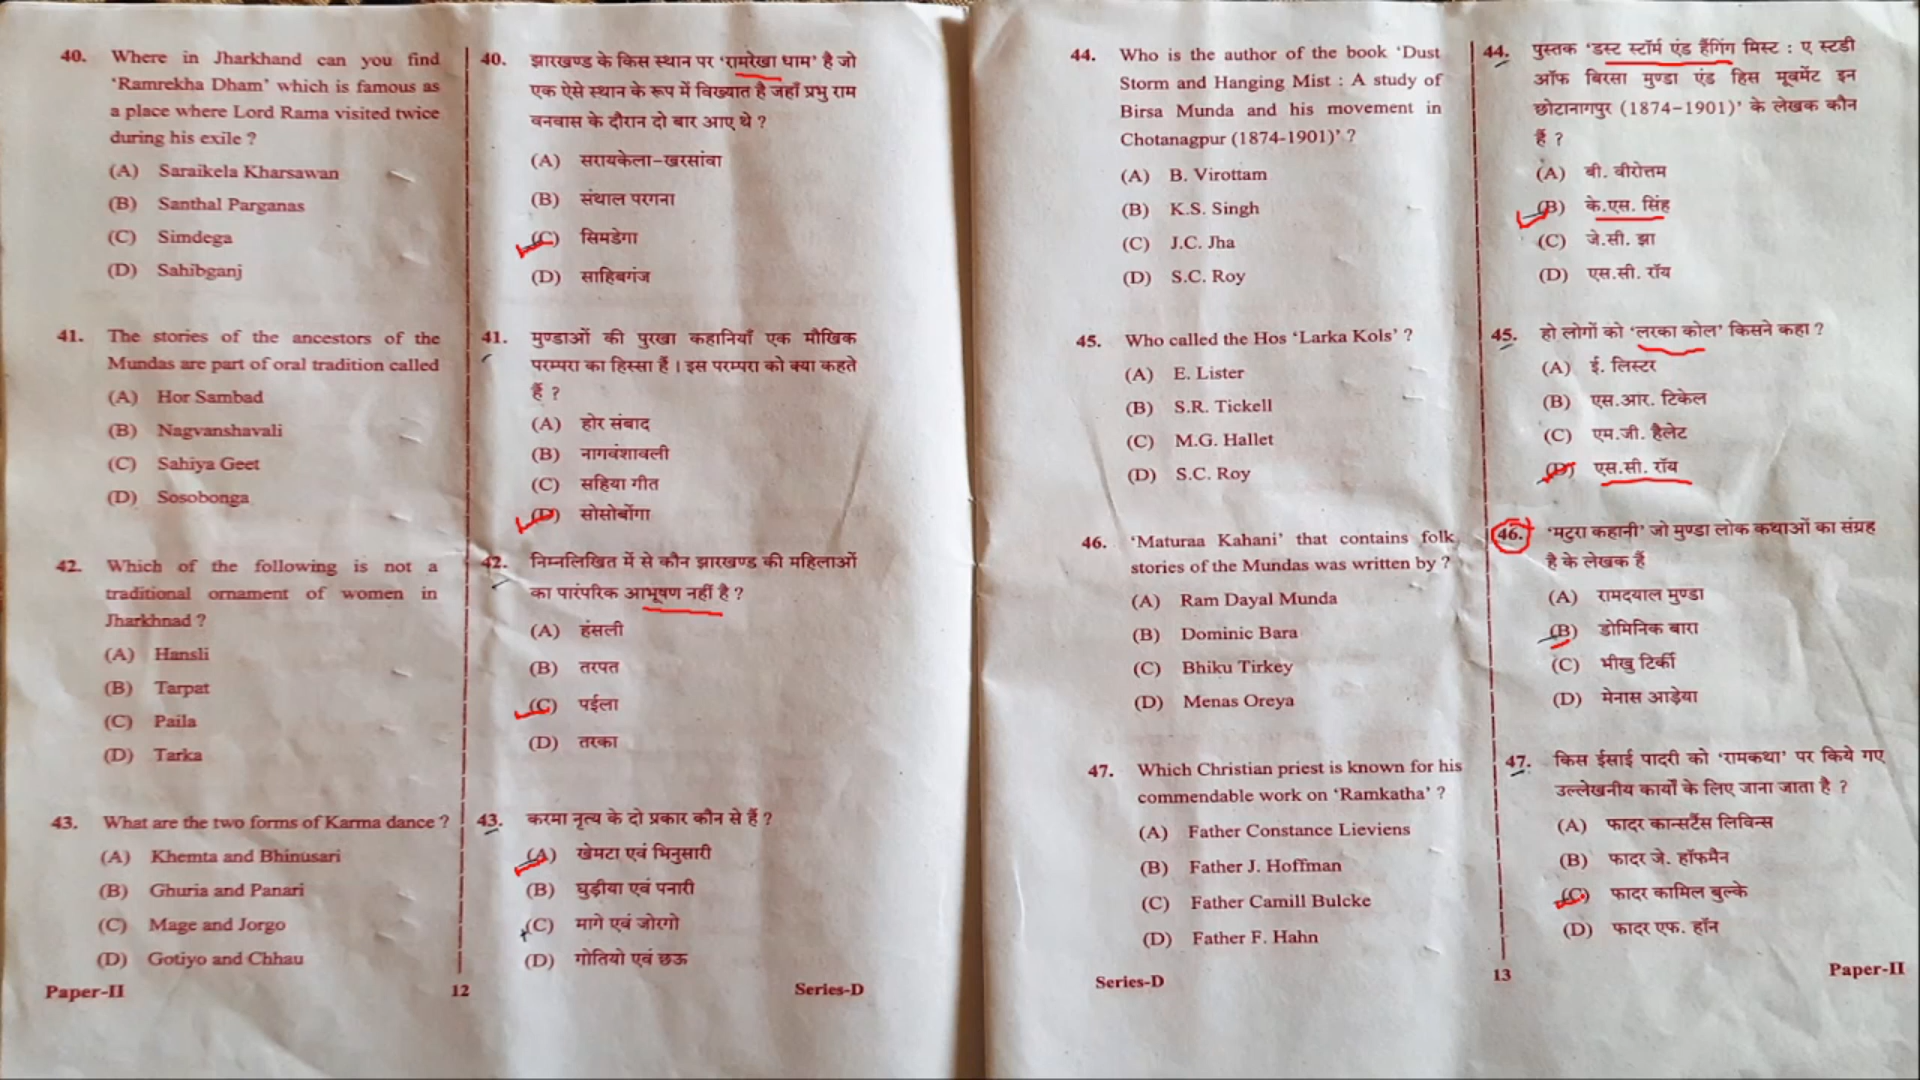 40. Where in Jharkhand can you find
'Ramrekha Dham' which is famous as
a place where Lord Rama visited twice
during his exile ?
(A) Saraikela Kharsawan
(B) Santhal Parganas
(C) Simdega
(D) Sahibganj
41. The stories of the ancestors of the
Mundas are part of oral tradition called
(A) Hor Sambad
(B) Nagvanshavali
(C) Sahiya Geet
(D) Sosobonga
42. Which of the following is not a
traditional ornament of women in
Jharkhnad ?
(A) Hansli
(B) Tarpat
(C) Paila
(D) Tarka
43. What are the two forms of Karma dance ?
(A) Khemta and Bhinusari
(B) Ghuria and Panari
(C) Mage and Jorgo
(D) Gotiyo and Chhau
40. झारखण्ड के किस स्थान पर 'रामरेखा धाम' है जो
एक ऐसे स्थान के रूप में विख्यात है जहाँ प्रभु राम
वनवास के दौरान दो बार आए थे ?
(A) सरायकेला-खरसांवा
(B) संथाल परगना
(C) सिमडेगा
(D) साहिबगंज
41. मुण्डाओं की पुरखा कहानियाँ एक मौखिक
परम्परा का हिस्सा हैं । इस परम्परा को क्या कहते
हैं ?
(A) होर संबाद
(B) नागवंशावली
(C) सहिया गीत
(D) सोसोबोंगा
42. निम्नलिखित में से कौन झारखण्ड की महिलाओं
का पारंपरिक आभूषण नहीं है ?
(A) हंसली
(B) तरपत
(C) पईला
(D) तरका
43. करमा नृत्य के दो प्रकार कौन से हैं ?
(A) खेमटा एवं भिनुसारी
(B) घुड़ीया एवं पनारी
(C) मागे एवं जोरगो
(D) गोतियो एवं छऊ
Paper-II 12 Series-D
44. Who is the author of the book 'Dust
Storm and Hanging Mist : A study of
Birsa Munda and his movement in
Chotanagpur (1874-1901)' ?
(A) B. Virottam
(B) K.S. Singh
(C) J.C. Jha
(D) S.C. Roy
45. Who called the Hos 'Larka Kols' ?
(A) E. Lister
(B) S.R. Tickell
(C) M.G. Hallet
(D) S.C. Roy
46. 'Maturaa Kahani' that contains folk
stories of the Mundas was written by ?
(A) Ram Dayal Munda
(B) Dominic Bara
(C) Bhiku Tirkey
(D) Menas Oreya
47. Which Christian priest is known for his
commendable work on 'Ramkatha' ?
(A) Father Constance Lieviens
(B) Father J. Hoffman
(C) Father Camill Bulcke
(D) Father F. Hahn
44. पुस्तक 'डस्ट स्टॉर्म एंड हैंगिंग मिस्ट : ए स्टडी
ऑफ बिरसा मुण्डा एंड हिस मूवमेंट इन
छोटानागपुर (1874-1901)' के लेखक कौन
हैं ?
(A) बी. वीरोत्तम
(B) के.एस. सिंह
(C) जे.सी. झा
(D) एस.सी. रॉय
45. हो लोगों को 'लरका कोल' किसने कहा ?
(A) ई. लिस्टर
(B) एस.आर. टिकेल
(C) एम.जी. हैलेट
(D) एस.सी. रॉय
46. 'मटुरा कहानी' जो मुण्डा लोक कथाओं का संग्रह
है के लेखक हैं
(A) रामदयाल मुण्डा
(B) डोमिनिक बारा
(C) भीखु टिर्की
(D) मेनास आड़ेया
47. किस ईसाई पादरी को 'रामकथा' पर किये गए
उल्लेखनीय कार्यों के लिए जाना जाता है ?
(A) फादर कान्सटैंस लिविन्स
(B) फादर जे. हॉफमैन
(C) फादर कामिल बुल्के
(D) फादर एफ. हॉन
Series-D 13 Paper-II